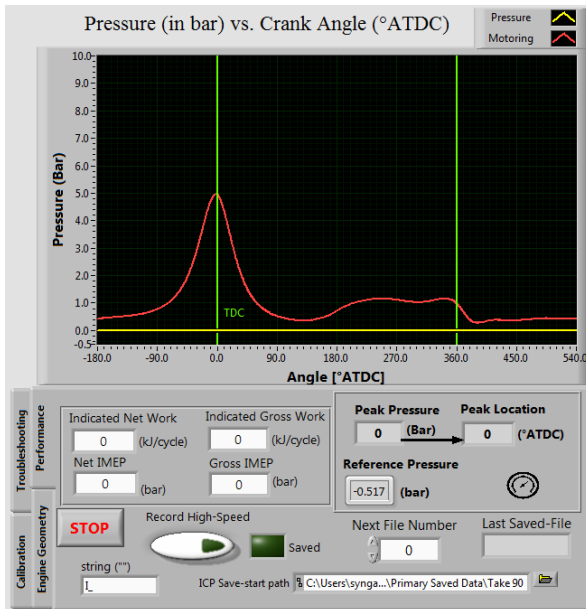 Pressure (in bar) vs. Crank Angle (°ATDC)
Pressure
Motoring
Pressure (Bar)
10.0
9.0
8.0
7.0
6.0
5.0
4.0
3.0
2.0
1.0
0.0
-0.5
TDC
-180.0 -90.0 0.0 90.0 180.0 270.0 360.0 450.0 540.0
Angle [°ATDC]
Troubleshooting
Performance
Calibration
Engine Geometry
Indicated Net Work
0 (kJ/cycle)
Indicated Gross Work
0 (kJ/cycle)
Net IMEP
0 (bar)
Gross IMEP
0 (bar)
Peak Pressure
0 (Bar)
Peak Location
0 (°ATDC)
Reference Pressure
-0.517 (bar)
STOP
Record High-Speed
Saved
Next File Number
0
Last Saved-File
string ("")
I_
ICP Save-start path
C:\Users\synga...\Primary Saved Data\Take 90